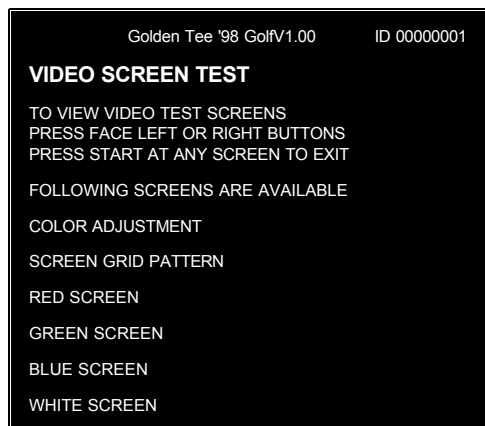 Golden Tee '98 GolfV1.00 ID 00000001
VIDEO SCREEN TEST
TO VIEW VIDEO TEST SCREENS
PRESS FACE LEFT OR RIGHT BUTTONS
PRESS START AT ANY SCREEN TO EXIT
FOLLOWING SCREENS ARE AVAILABLE
COLOR ADJUSTMENT
SCREEN GRID PATTERN
RED SCREEN
GREEN SCREEN
BLUE SCREEN
WHITE SCREEN